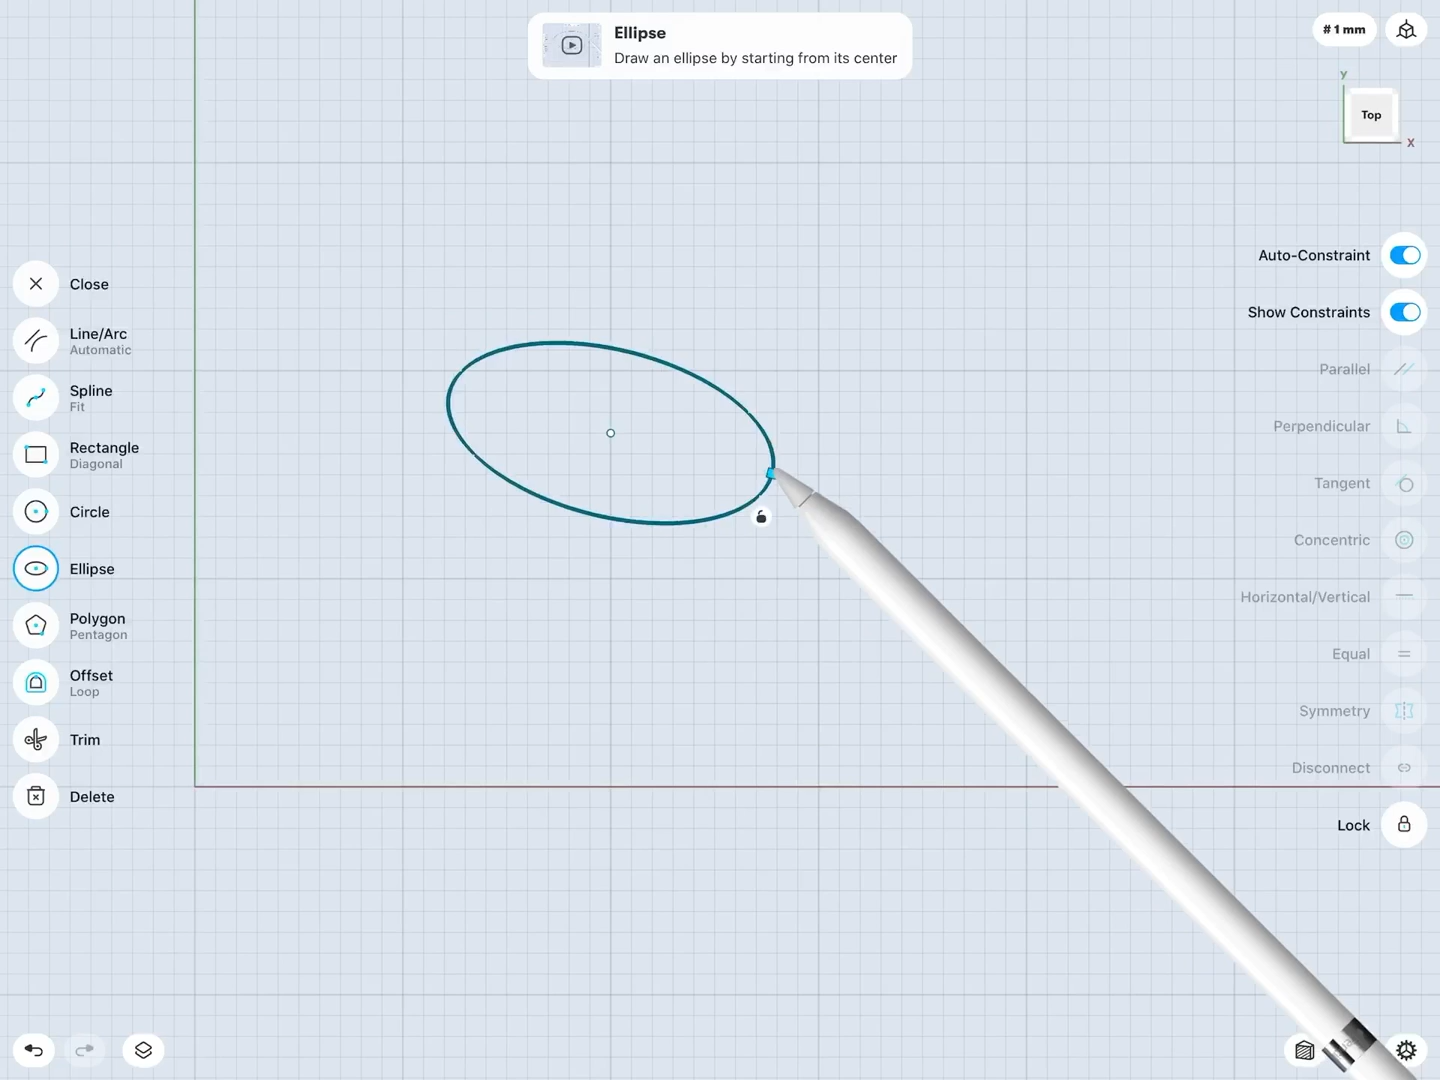 Ellipse
Draw an ellipse by starting from its center
# 1 mm
y
Top
X
Close
Line/Arc
Automatic
Spline
Fit
Rectangle
Diagonal
Circle
Ellipse
Polygon
Pentagon
Offset
Loop
Trim
Delete
Auto-Constraint
Show Constraints
Parallel
Perpendicular
Tangent
Concentric
Horizontal/Vertical
Equal
Symmetry
Disconnect
Lock